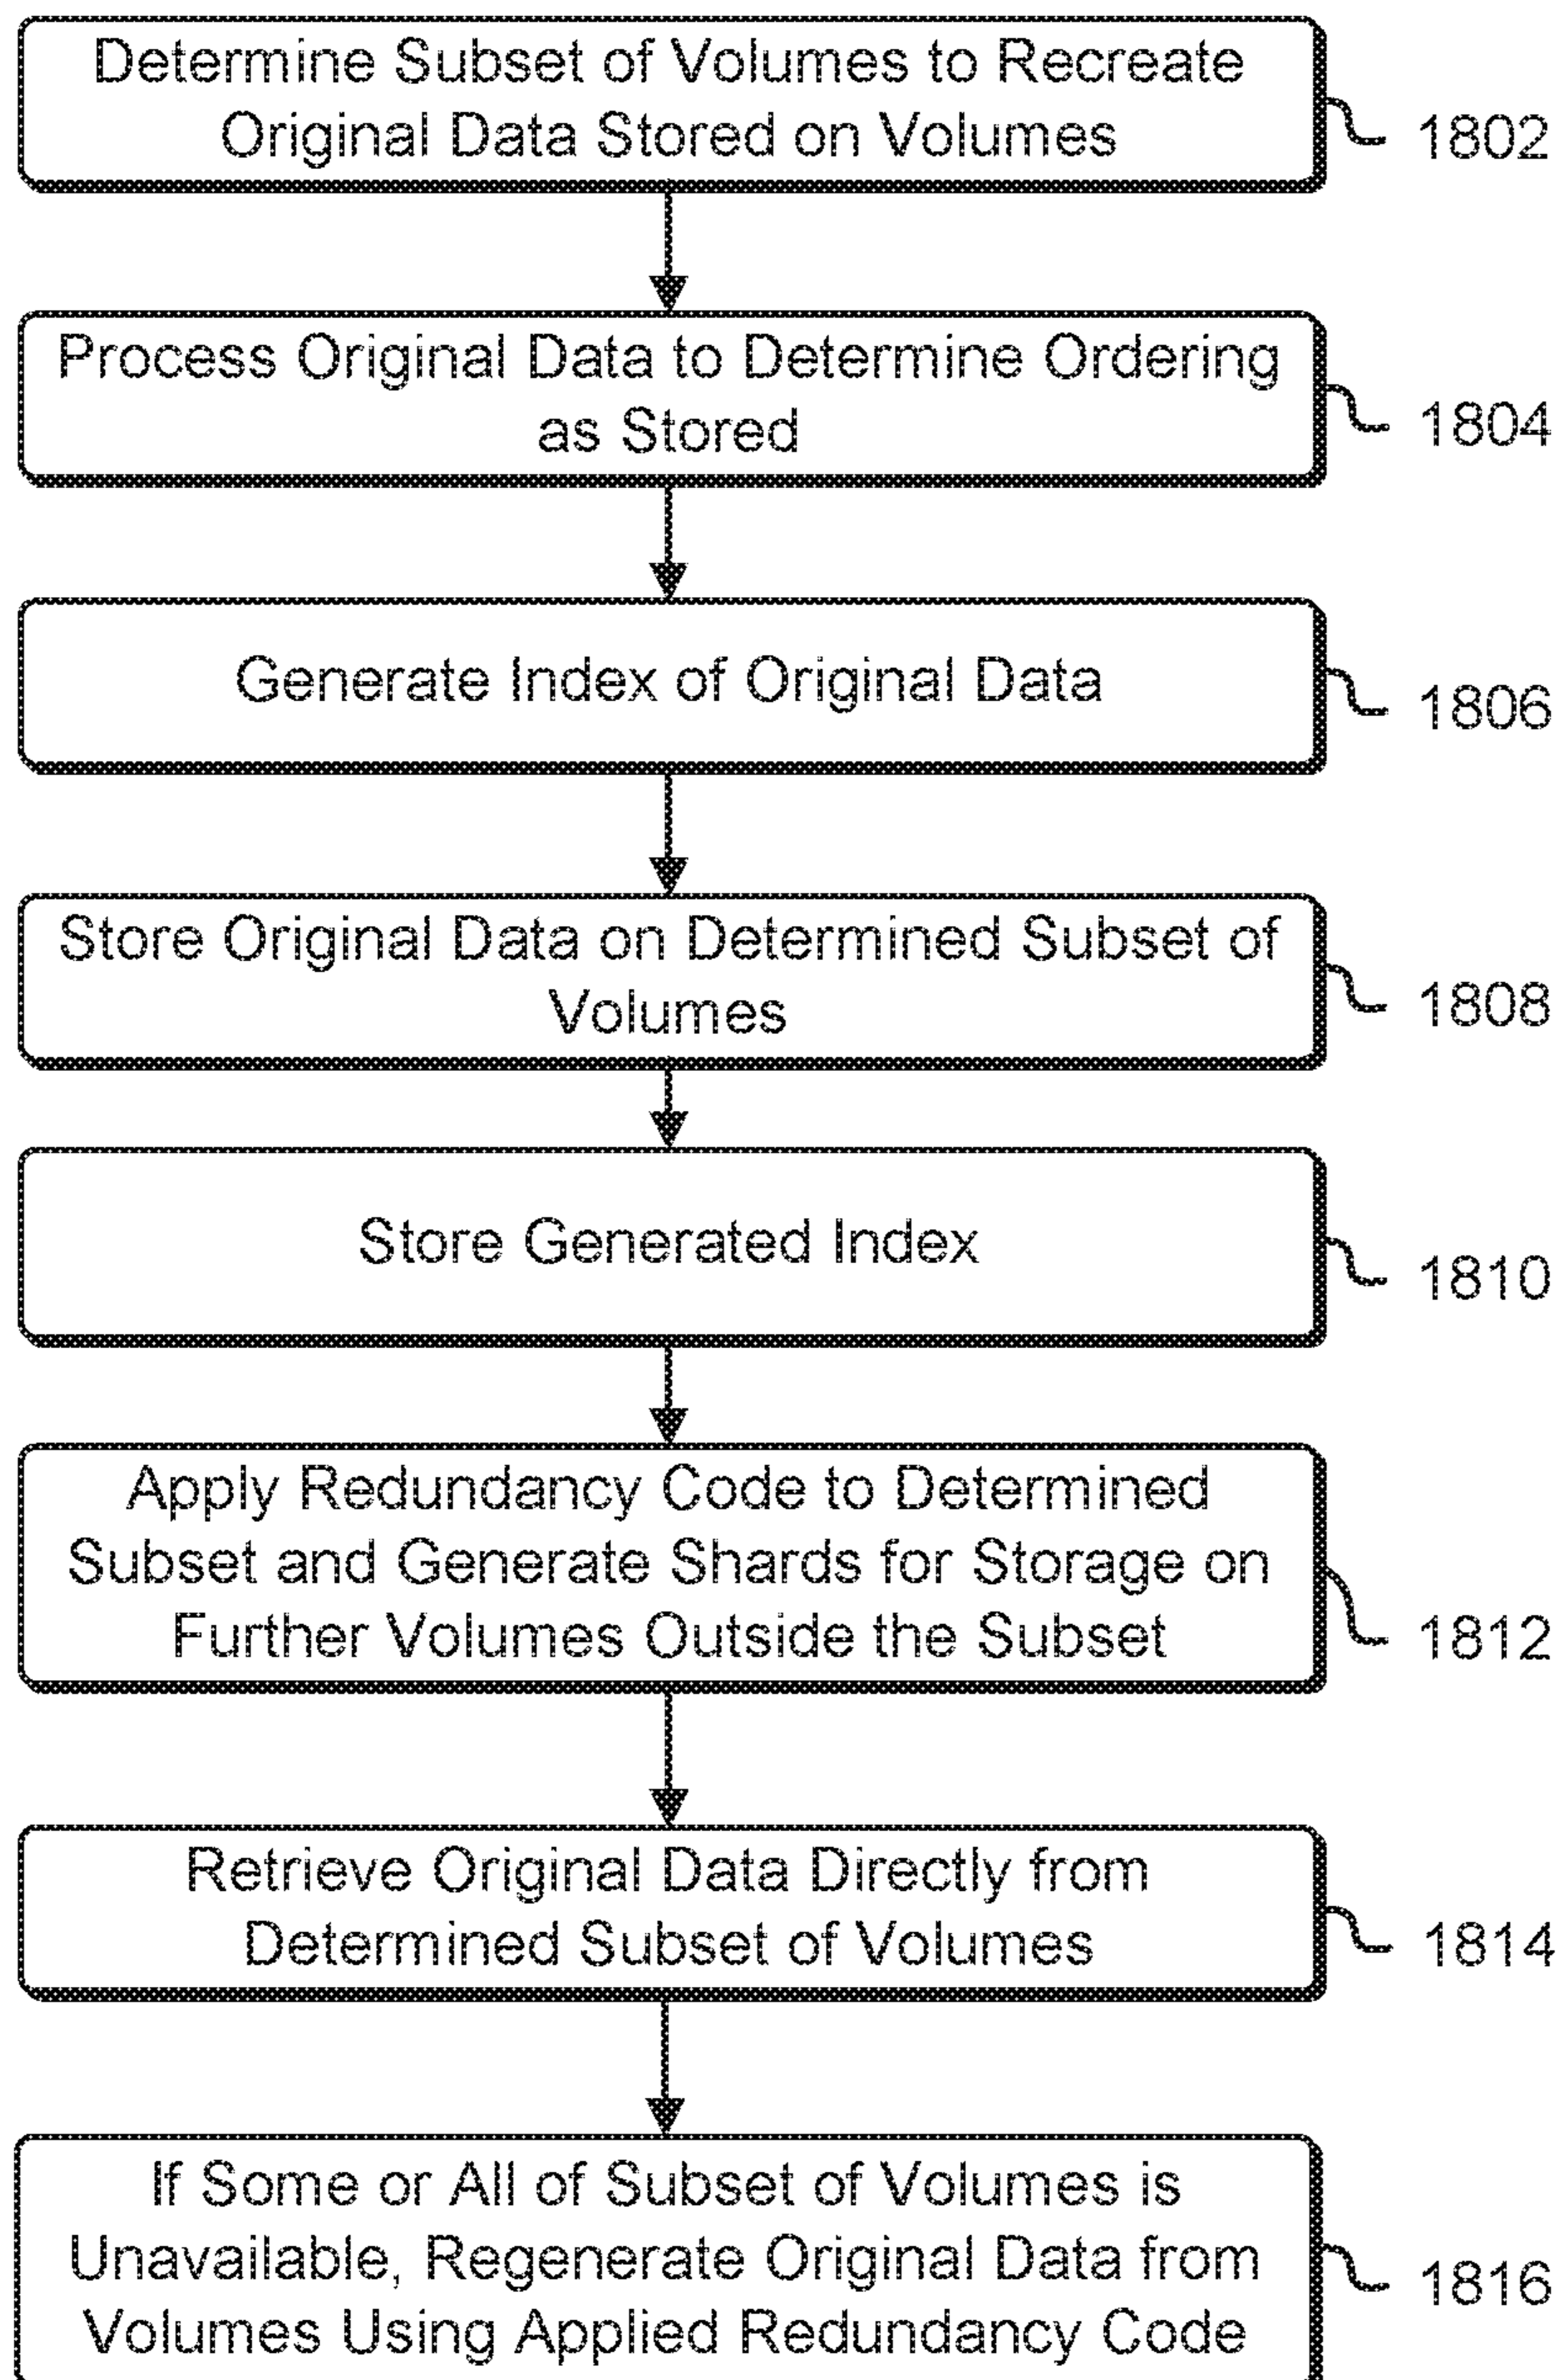 Determine Subset of Volumes to Recreate
Original Data Stored on Volumes
1802
Process Original Data to Determine Ordering
as Stored
1804
Generate Index of Original Data
1806
Store Original Data on Determined Subset of
Volumes
1808
Store Generated Index
1810
Apply Redundancy Code to Determined
Subset and Generate Shards for Storage on
Further Volumes Outside the Subset
1812
Retrieve Original Data Directly from
Determined Subset of Volumes
1814
If Some or All of Subset of Volumes is
Unavailable, Regenerate Original Data from
Volumes Using Applied Redundancy Code
1816